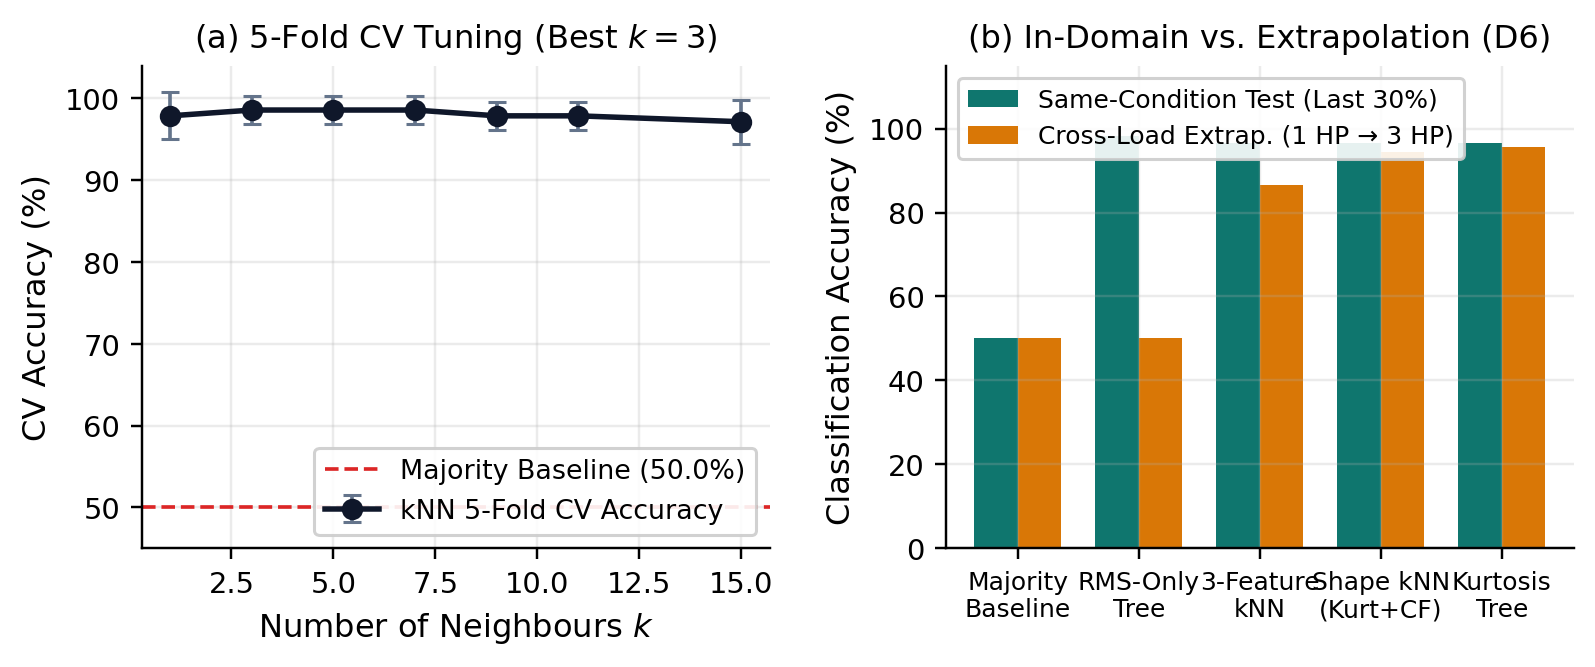 (a) 5-Fold CV Tuning (Best k = 3)
CV Accuracy (%)
100
90
80
70
60
50
Majority Baseline (50.0%)
kNN 5-Fold CV Accuracy
2.5 5.0 7.5 10.0 12.5 15.0
Number of Neighbours k
(b) In-Domain vs. Extrapolation (D6)
Classification Accuracy (%)
Same-Condition Test (Last 30%)
Cross-Load Extrap. (1 HP → 3 HP)
100
80
60
40
20
0
Majority
Baseline
RMS-Only
Tree
3-Feature
kNN
Shape kNN
(Kurt+CF)
Kurtosis
Tree